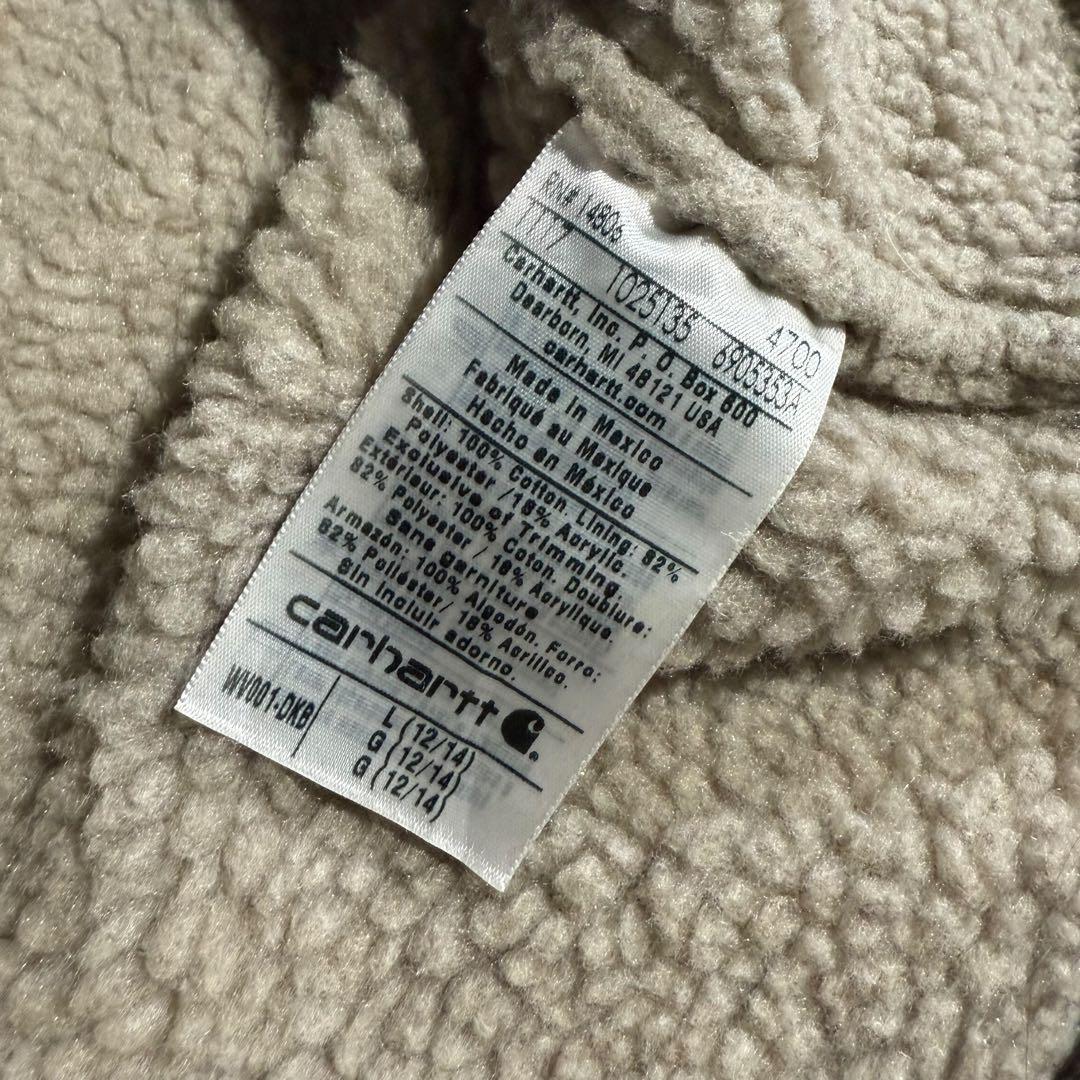 RN# 14806
117 1025135 4700
6905353A
Carhartt, Inc. P. O. Box 600
Dearborn, MI 48121 USA
carhartt.com
Made in Mexico
Fabriqué au Mexique
Hecho en México
Shell: 100% Cotton. Lining: 82%
Polyester /18% Acrylic.
Exclusive of Trimming.
Exterieur: 100% Coton. Doublure:
82% Polyester / 18% Acrylique.
Sans garniture
Armazón: 100% Algodón. Forro:
82% Poliéster/ 18% Acrilico.
Sin incluir adorno.
carhartt
WV001-DKB
L (12/14)
G (12/14)
G (12/14)